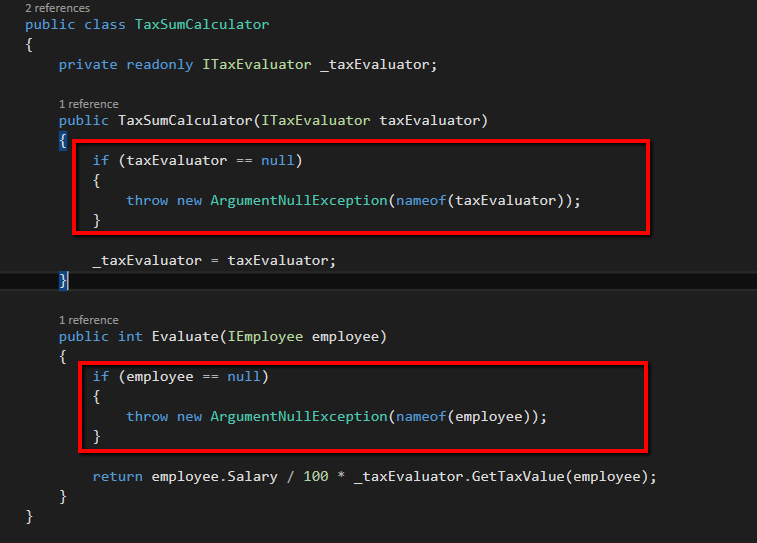 2 references
public class TaxSumCalculator
{
private readonly ITaxEvaluator _taxEvaluator;
1 reference
public TaxSumCalculator(ITaxEvaluator taxEvaluator)
{
if (taxEvaluator == null)
{
throw new ArgumentNullException(nameof(taxEvaluator));
}
_taxEvaluator = taxEvaluator;
}
1 reference
public int Evaluate(IEmployee employee)
{
if (employee == null)
{
throw new ArgumentNullException(nameof(employee));
}
return employee.Salary / 100 * _taxEvaluator.GetTaxValue(employee);
}
}